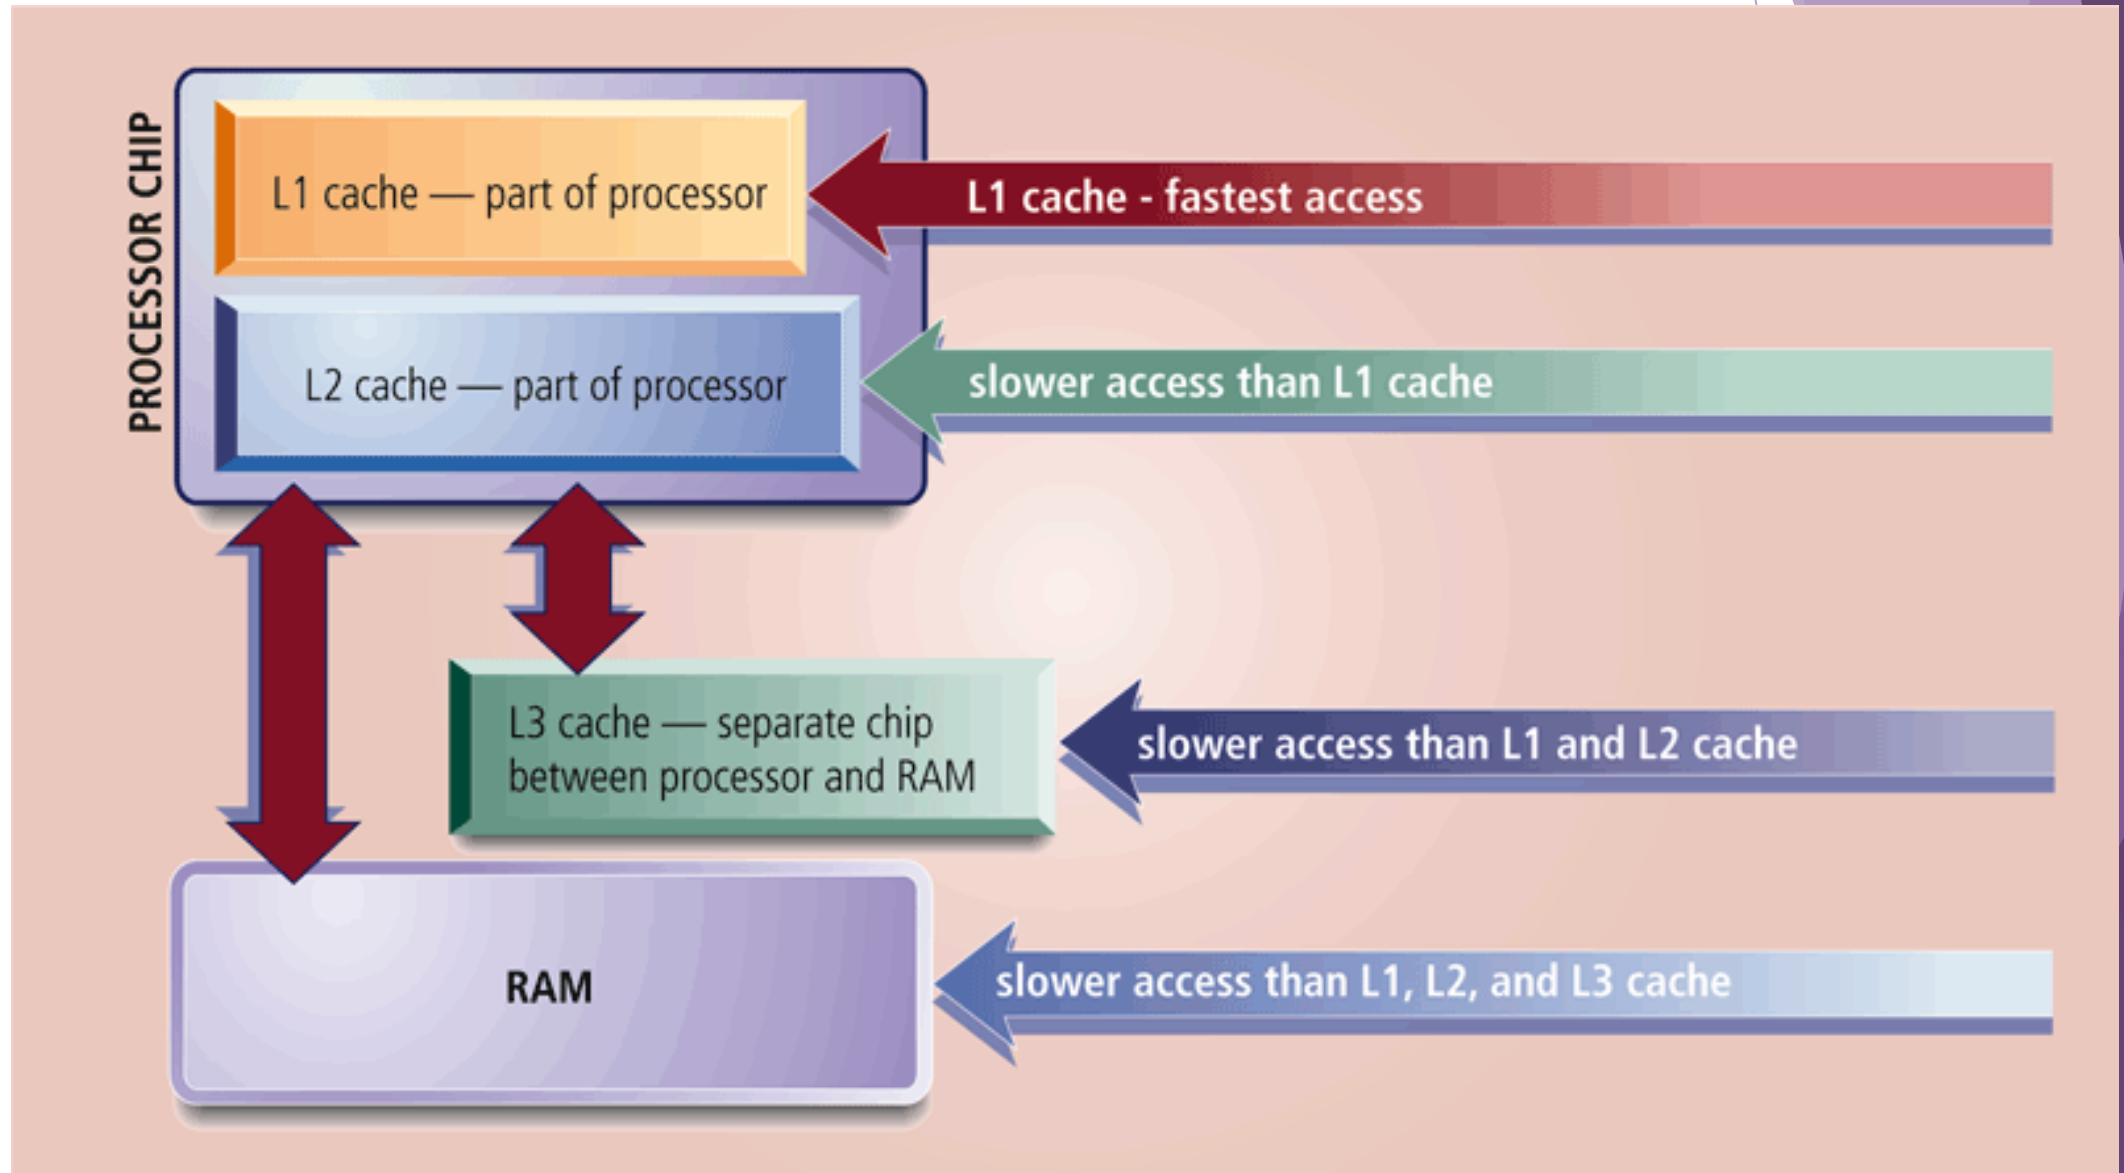 PROCESSOR CHIP
L1 cache — part of processor
L1 cache - fastest access
L2 cache — part of processor
slower access than L1 cache
L3 cache — separate chip
between processor and RAM
slower access than L1 and L2 cache
RAM
slower access than L1, L2, and L3 cache